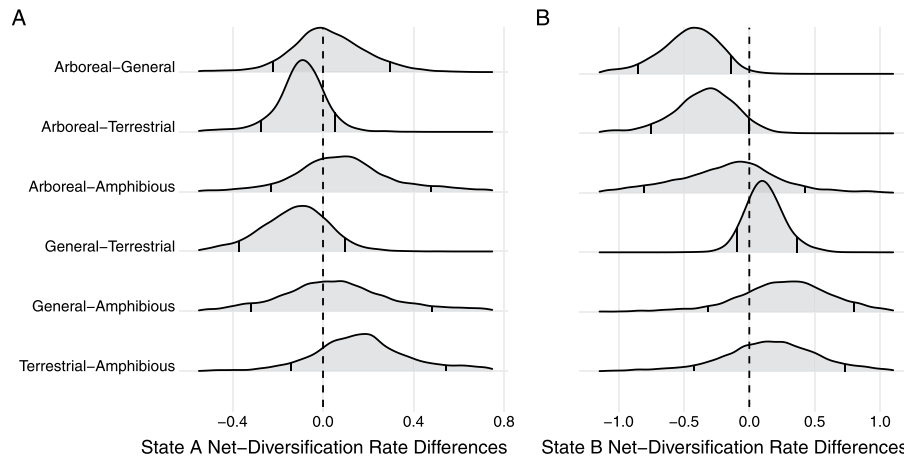 A
B
Arboreal–General
Arboreal–Terrestrial
Arboreal–Amphibious
General–Terrestrial
General–Amphibious
Terrestrial–Amphibious
−0.4 0.0 0.4 0.8
−1.0 −0.5 0.0 0.5 1.0
State A Net−Diversification Rate Differences
State B Net−Diversification Rate Differences